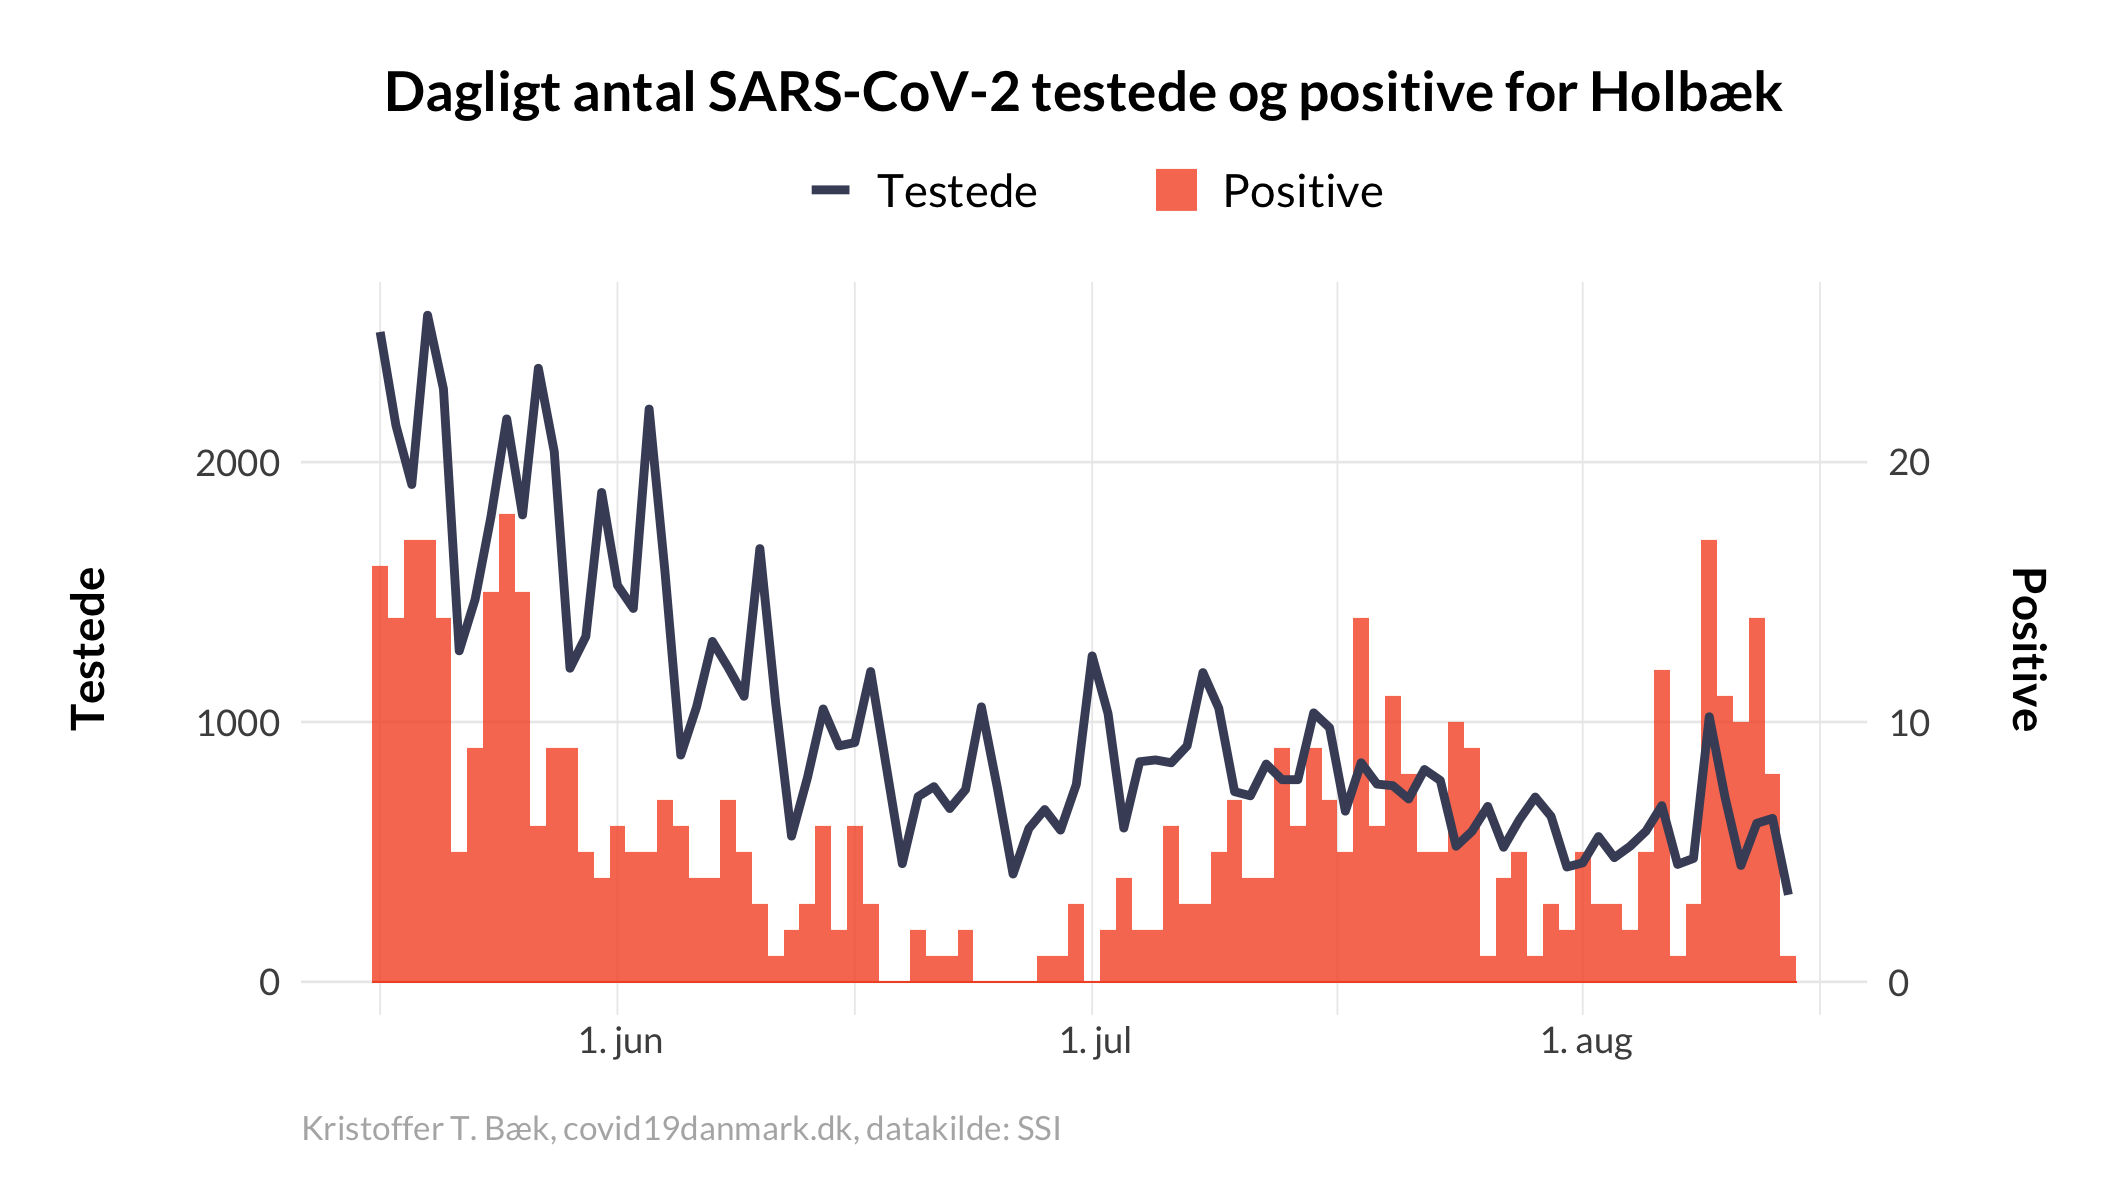 Dagligt antal SARS-CoV-2 testede og positive for Holbæk
Testede
Positive
2000
1000
0
Testede
20
10
0
Positive
1. jun
1. jul
1. aug
Kristoffer T. Bæk, covid19danmark.dk, datakilde: SSI